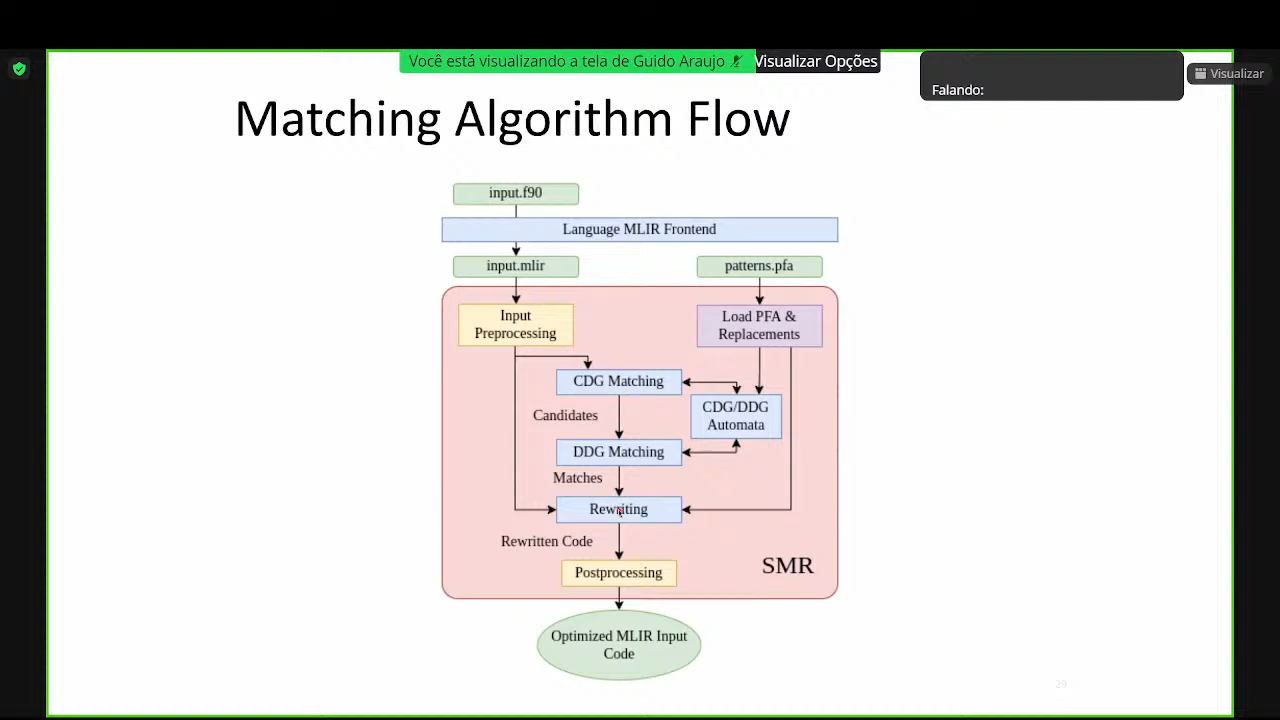 Você está visualizando a tela de Guido Araujo
Visualizar Opções
Falando:
Visualizar
Matching Algorithm Flow
input.f90
Language MLIR Frontend
input.mlir
patterns.pfa
Input
Preprocessing
Load PFA &
Replacements
CDG Matching
CDG/DDG
Automata
Candidates
DDG Matching
Matches
Rewriting
Rewritten Code
SMR
Postprocessing
Optimized MLIR Input
Code
29